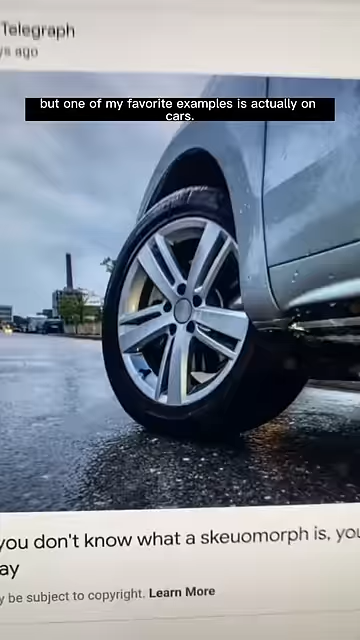 Telegraph
ys ago
but one of my favorite examples is actually on
cars.
you don't know what a skeuomorph is, you
ay
y be subject to copyright. Learn More